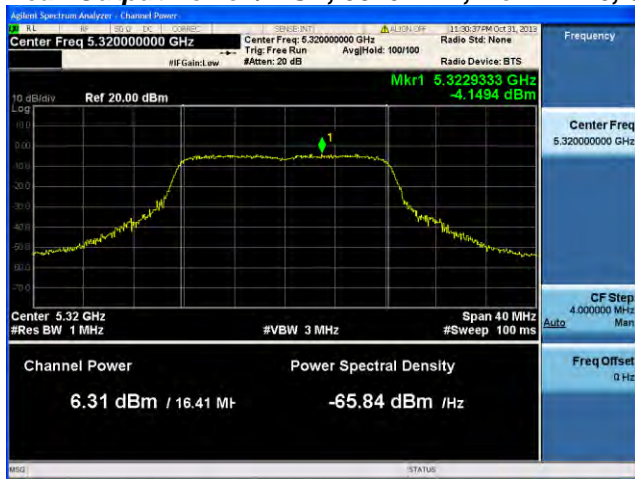 Agilent Spectrum Analyzer - Channel Power
RL RF 50 Ω DC CORREC SENSE:INT ALIGN OFF 11:30:37PM Oct 31, 2013
Center Freq 5.320000000 GHz
Center Freq: 5.320000000 GHz
Radio Std: None
Trig: Free Run Avg|Hold: 100/100
#IFGain:Low
#Atten: 20 dB
Radio Device: BTS
Mkr1 5.3229333 GHz
-4.1494 dBm
10 dB/div Ref 20.00 dBm
Log
10.0
0.00
-10.0
-20.0
-30.0
-40.0
-50.0
-60.0
-70.0
1
Center 5.32 GHz
Span 40 MHz
#Res BW 1 MHz
#VBW 3 MHz
#Sweep 100 ms
Channel Power
Power Spectral Density
6.31 dBm / 16.41 MH
-65.84 dBm /Hz
MSG
STATUS
Frequency
Center Freq
5.320000000 GHz
CF Step
4.000000 MHz
Auto Man
Freq Offset
0 Hz